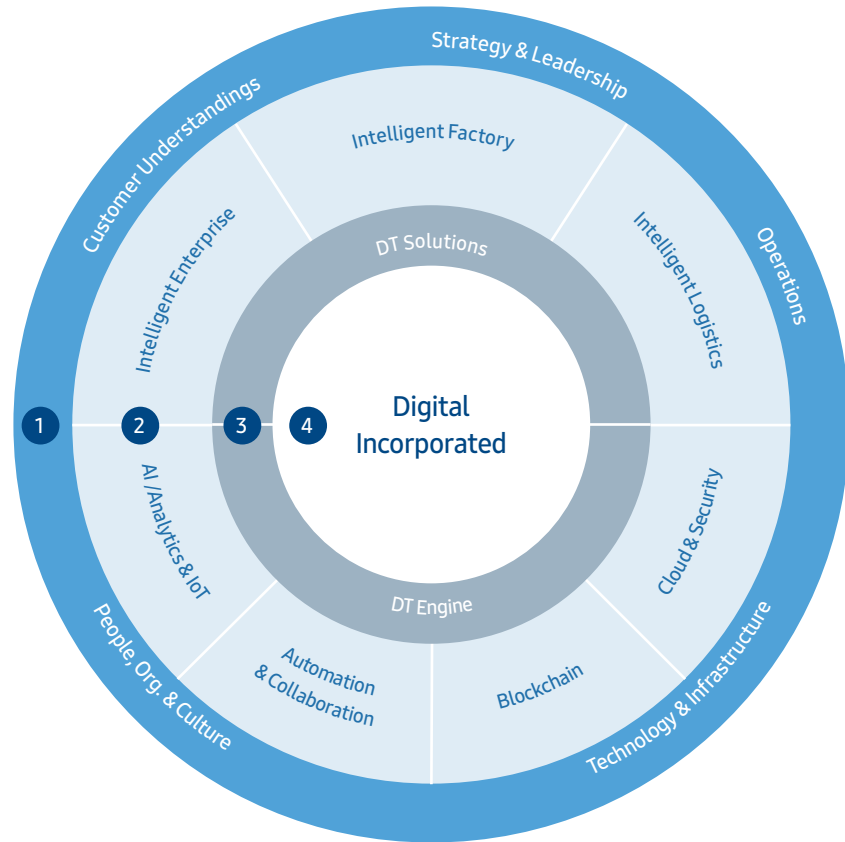 Strategy & Leadership
Customer Understandings
Operations
Intelligent Factory
Intelligent Enterprise
Intelligent Logistics
DT Solutions
1
2
3
4
Digital
Incorporated
AI /Analytics & IoT
Cloud & Security
DT Engine
Automation
& Collaboration
Blockchain
People, Org. & Culture
Technology & Infrastructure